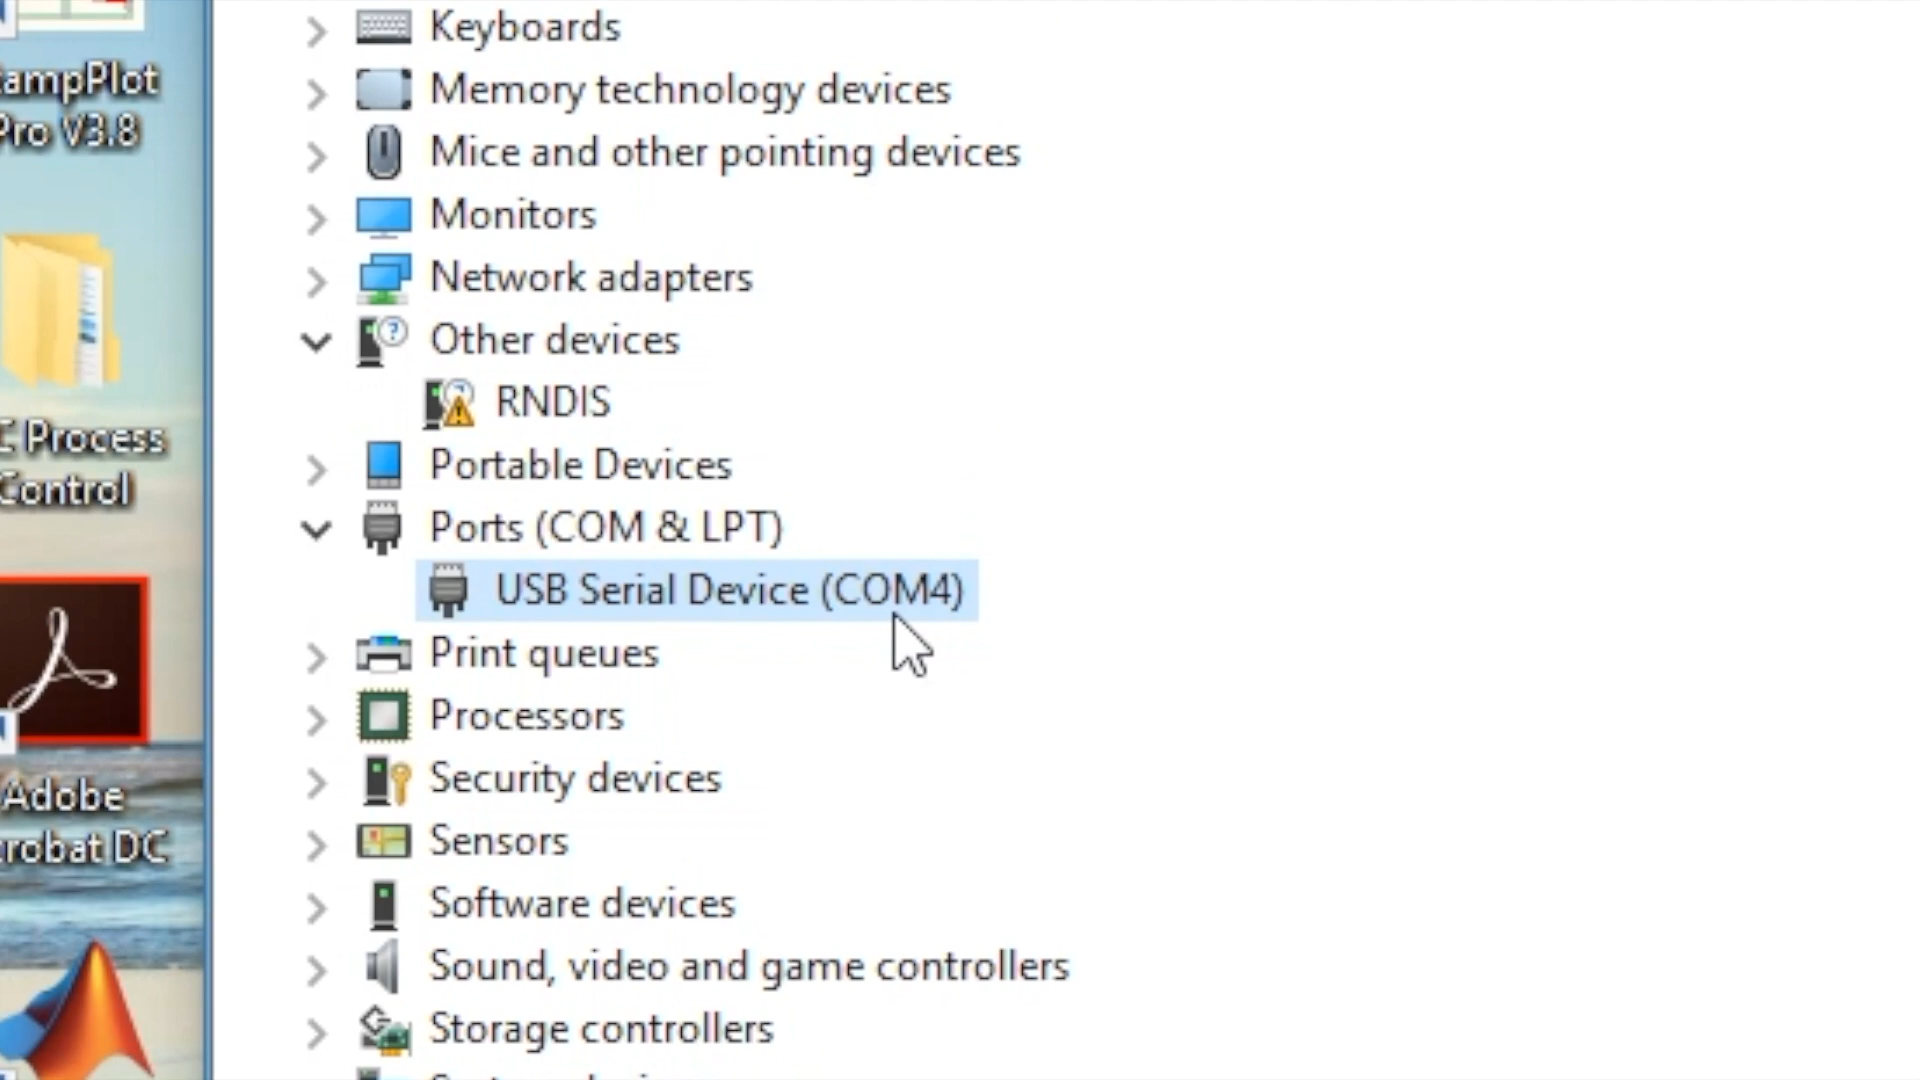 Keyboards
Memory technology devices
Mice and other pointing devices
Monitors
Network adapters
Other devices
RNDIS
Portable Devices
Ports (COM & LPT)
USB Serial Device (COM4)
Print queues
Processors
Security devices
Sensors
Software devices
Sound, video and game controllers
Storage controllers
ampPlot
Pro V3.8
C Process
Control
Adobe
crobat DC